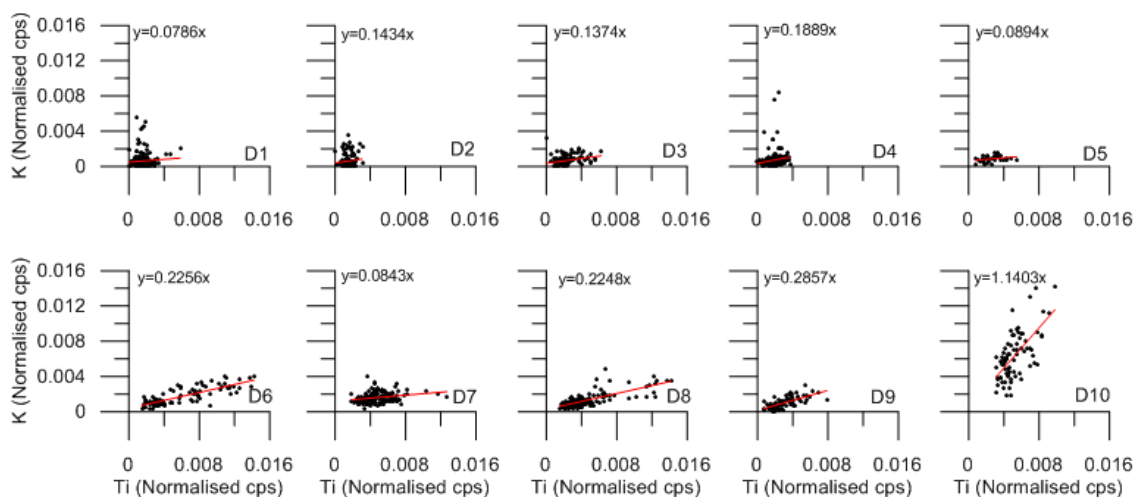 0.016 y=0.0786x y=0.1434x y=0.1374x y=0.1889x y=0.0894x
0.012
0.008
0.004
0 D1 D2 D3 D4 D5
K (Normalised cps)
0 0.008 0.016 0 0.008 0.016 0 0.008 0.016 0 0.008 0.016 0 0.008 0.016
0.016 y=0.2256x y=0.0843x y=0.2248x y=0.2857x y=1.1403x
0.012
0.008
0.004
0 D6 D7 D8 D9 D10
K (Normalised cps)
0 0.008 0.016 0 0.008 0.016 0 0.008 0.016 0 0.008 0.016 0 0.008 0.016
Ti (Normalised cps) Ti (Normalised cps) Ti (Normalised cps) Ti (Normalised cps) Ti (Normalised cps)